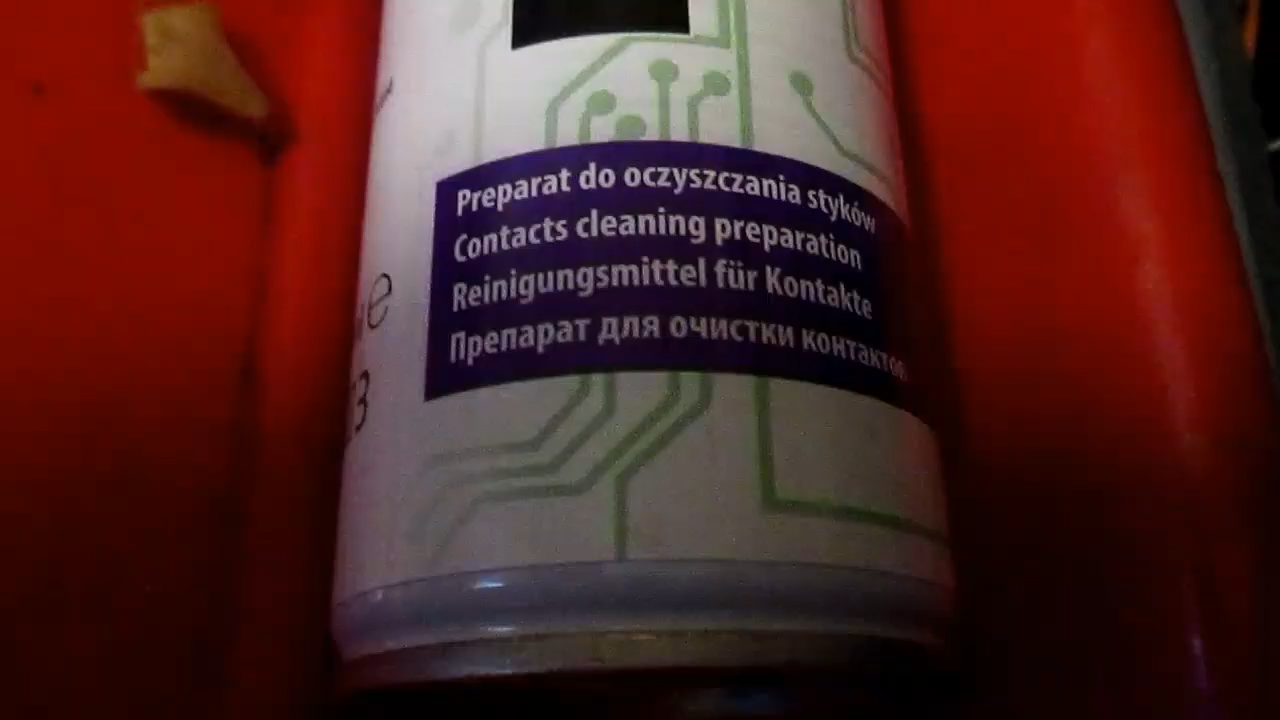 Preparat do oczyszczania styków
Contacts cleaning preparation
Reinigungsmittel für Kontakte
Препарат для очистки контактов